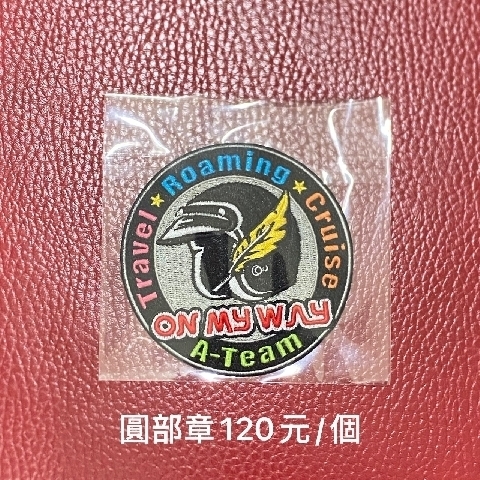 Travel ★ Roaming ★ Cruise
ON MY WAY
A-Team
圓部章120元/個